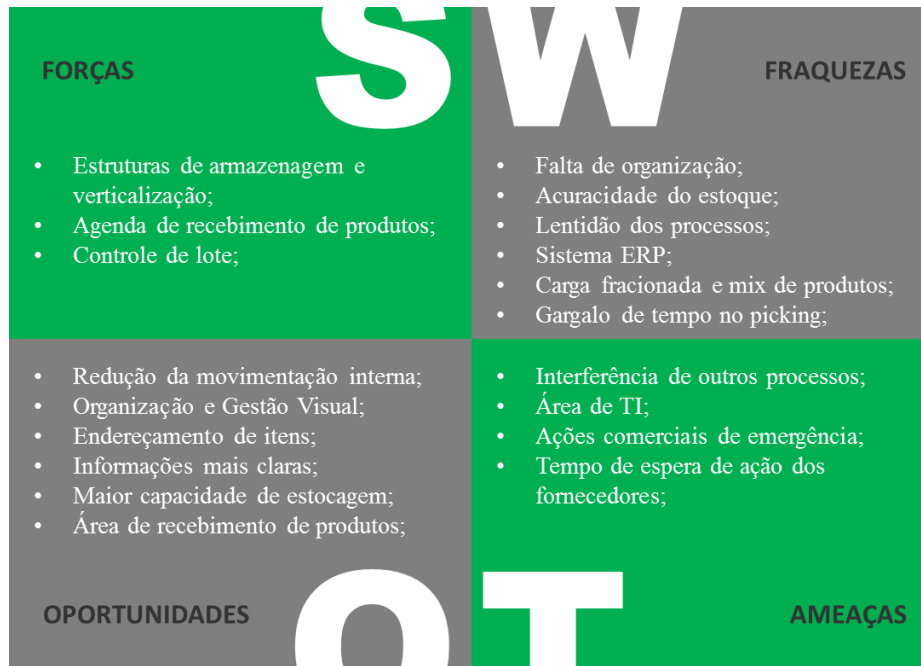 SW
FORÇAS
• Estruturas de armazenagem e
verticalização;
• Agenda de recebimento de produtos;
• Controle de lote;
FRAQUEZAS
• Falta de organização;
• Acuracidade do estoque;
• Lentidão dos processos;
• Sistema ERP;
• Carga fracionada e mix de produtos;
• Gargalo de tempo no picking;
• Redução da movimentação interna;
• Organização e Gestão Visual;
• Endereçamento de itens;
• Informações mais claras;
• Maior capacidade de estocagem;
• Área de recebimento de produtos;
OPORTUNIDADES
• Interferência de outros processos;
• Área de TI;
• Ações comerciais de emergência;
• Tempo de espera de ação dos
fornecedores;
AMEAÇAS
OT